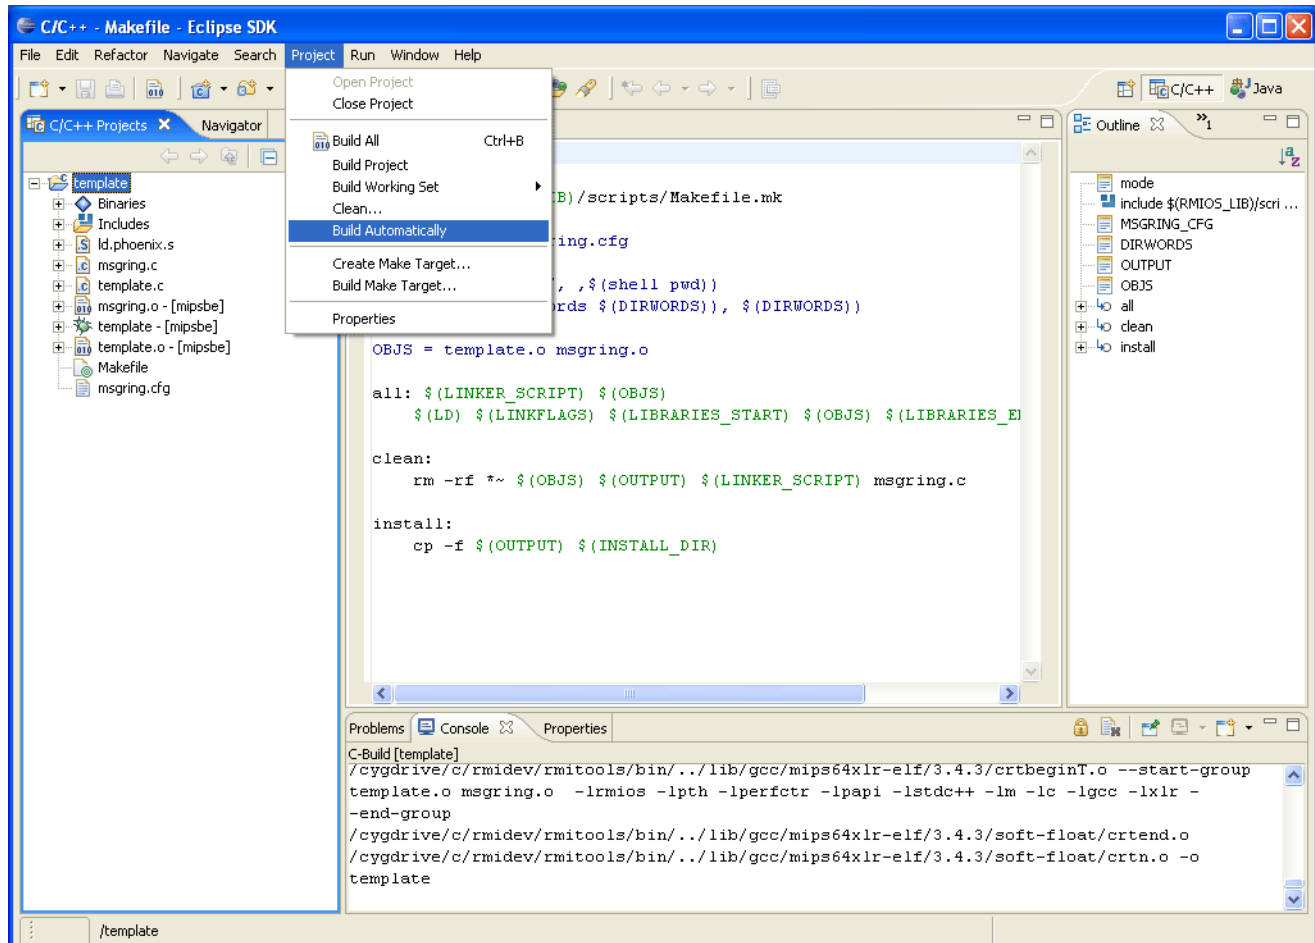 C/C++ - Makefile - Eclipse SDK
File Edit Refactor Navigate Search Project Run Window Help
C/C++ Java
Open Project
Close Project
Build All Ctrl+B
Build Project
Build Working Set
Clean...
Build Automatically
Create Make Target...
Build Make Target...
Properties
C/C++ Projects Navigator
template
Binaries
Includes
ld.phoenix.s
msgring.c
template.c
msgring.o - [mipsbe]
template - [mipsbe]
template.o - [mipsbe]
Makefile
msgring.cfg
)/scripts/Makefile.mk
ing.cfg
, ,$(shell pwd))
rds $(DIRWORDS)), $(DIRWORDS))
OBJS = template.o msgring.o
all: $(LINKER_SCRIPT) $(OBJS)
$(LD) $(LINKFLAGS) $(LIBRARIES_START) $(OBJS) $(LIBRARIES_E
clean:
rm -rf *~ $(OBJS) $(OUTPUT) $(LINKER_SCRIPT) msgring.c
install:
cp -f $(OUTPUT) $(INSTALL_DIR)
Outline 1
mode
include $(RMIOS_LIB)/scri ...
MSGRING_CFG
DIRWORDS
OUTPUT
OBJS
all
clean
install
Problems Console Properties
C-Build [template]
/cygdrive/c/rmidev/rmitools/bin/../lib/gcc/mips64xlr-elf/3.4.3/crtbeginT.o --start-group
template.o msgring.o -lrmios -lpth -lperfctr -lpapi -lstdc++ -lm -lc -lgcc -lxlr -
-end-group
/cygdrive/c/rmidev/rmitools/bin/../lib/gcc/mips64xlr-elf/3.4.3/soft-float/crtend.o
/cygdrive/c/rmidev/rmitools/bin/../lib/gcc/mips64xlr-elf/3.4.3/soft-float/crtn.o -o
template
/template